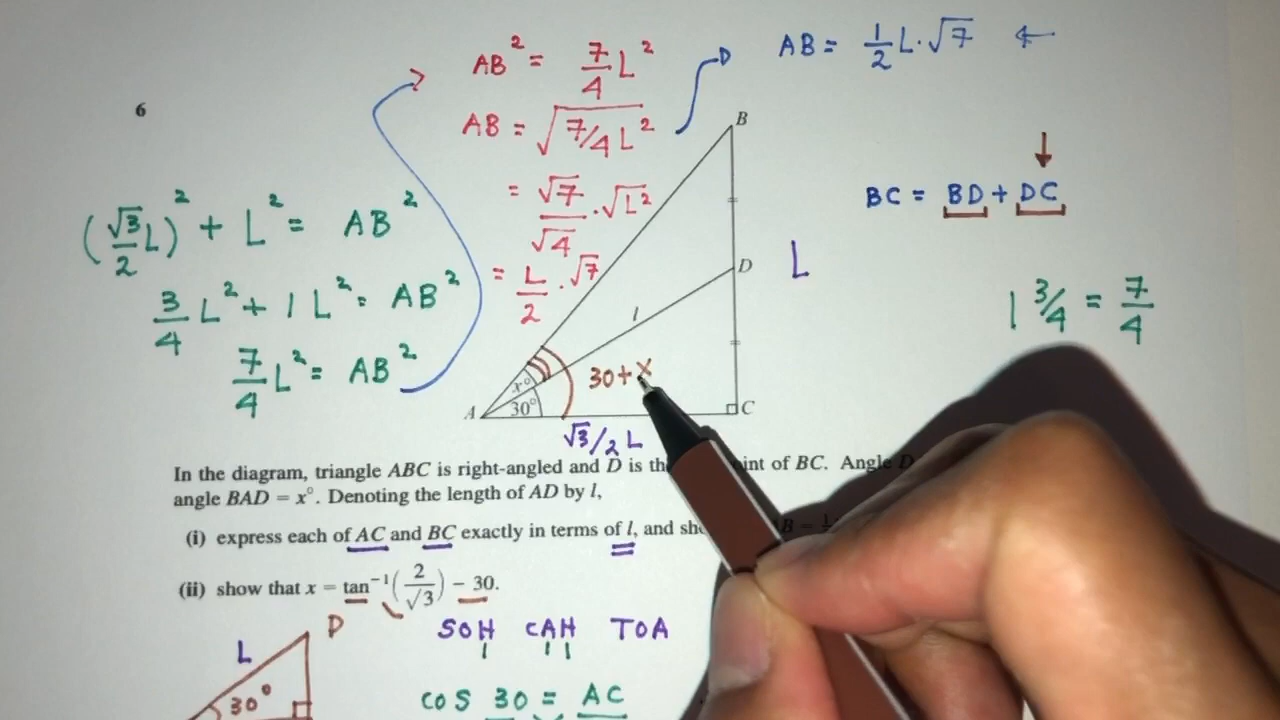 6
AB² = 7/4 L²
AB = √(7/4 L²)
= √7/√4 · √L²
= L/2 · √7
AB = 1/2 L · √7 ←
BC = BD + DC
1 3/4 = 7/4
(√3/2 L)² + L² = AB²
3/4 L² + 1L² = AB²
7/4 L² = AB²
B
D
L
l
30 + x
x°
30°
A
C
√3/2 L
In the diagram, triangle ABC is right-angled and D is the int of BC. Angle
angle BAD = x°. Denoting the length of AD by l,
(i) express each of AC and BC exactly in terms of l, and
(ii) show that x = tan⁻¹(2/√3) − 30.
SOH CAH TOA
L
D
30°
cos 30 = AC